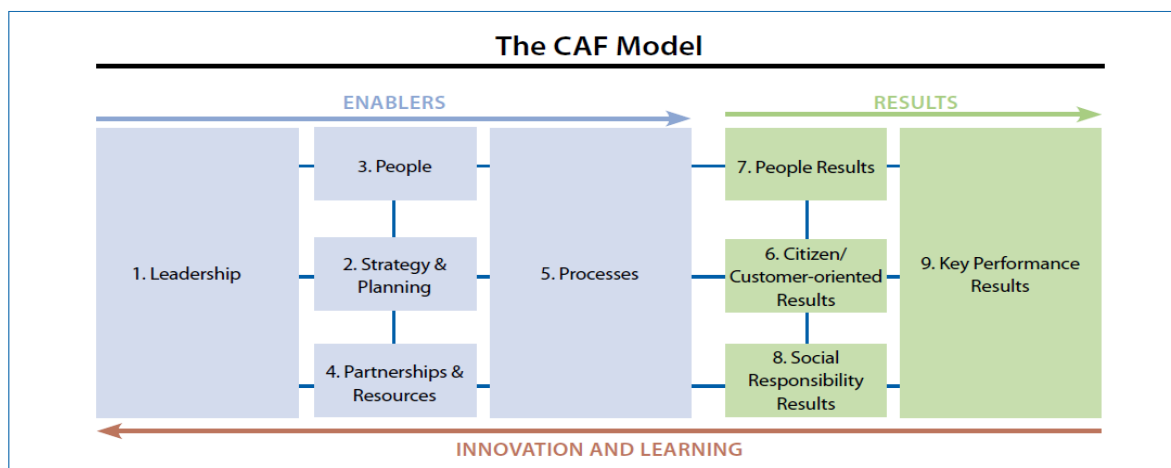 The CAF Model
ENABLERS
RESULTS
1. Leadership
3. People
2. Strategy &
Planning
4. Partnerships &
Resources
5. Processes
7. People Results
6. Citizen/
Customer-oriented
Results
8. Social
Responsibility
Results
9. Key Performance
Results
INNOVATION AND LEARNING